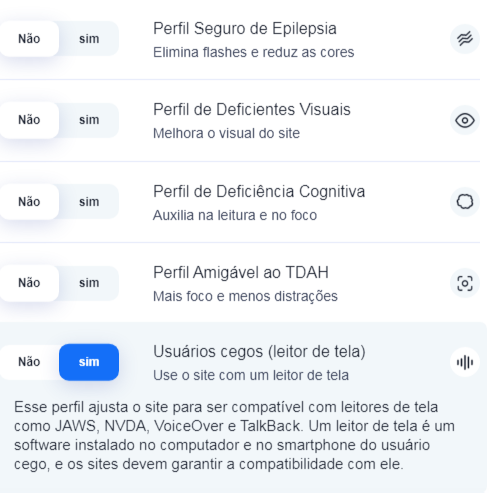 Não sim Perfil Seguro de Epilepsia
Elimina flashes e reduz as cores
Não sim Perfil de Deficientes Visuais
Melhora o visual do site
Não sim Perfil de Deficiência Cognitiva
Auxilia na leitura e no foco
Não sim Perfil Amigável ao TDAH
Mais foco e menos distrações
Não sim Usuários cegos (leitor de tela)
Use o site com um leitor de tela
Esse perfil ajusta o site para ser compatível com leitores de tela
como JAWS, NVDA, VoiceOver e TalkBack. Um leitor de tela é um
software instalado no computador e no smartphone do usuário
cego, e os sites devem garantir a compatibilidade com ele.